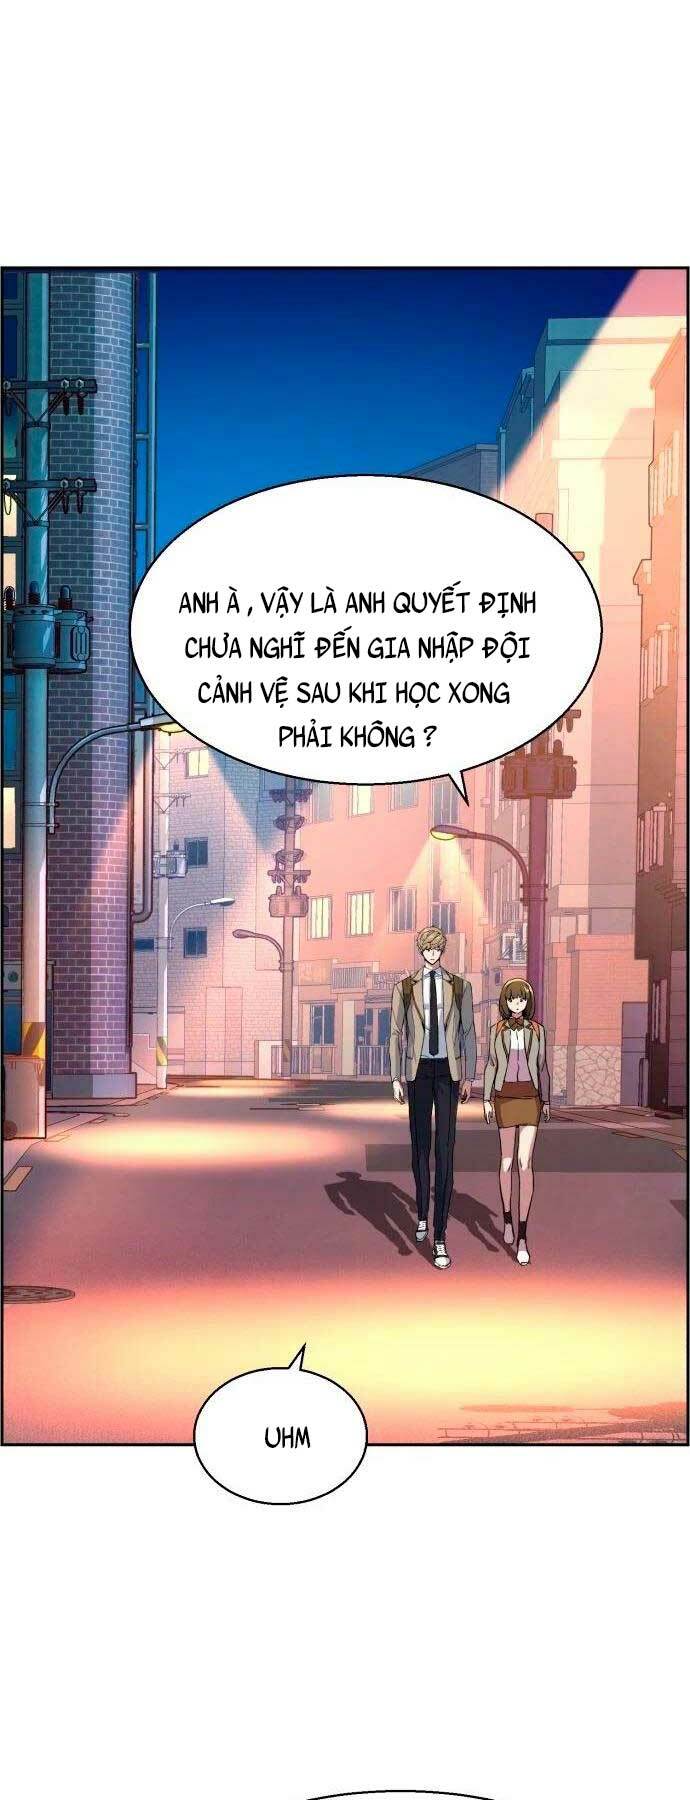 ANH À , VẬY LÀ ANH QUYẾT ĐỊNH
CHƯA NGHĨ ĐẾN GIA NHẬP ĐỘI
CẢNH VỆ SAU KHI HỌC XONG
PHẢI KHÔNG ?
UHM